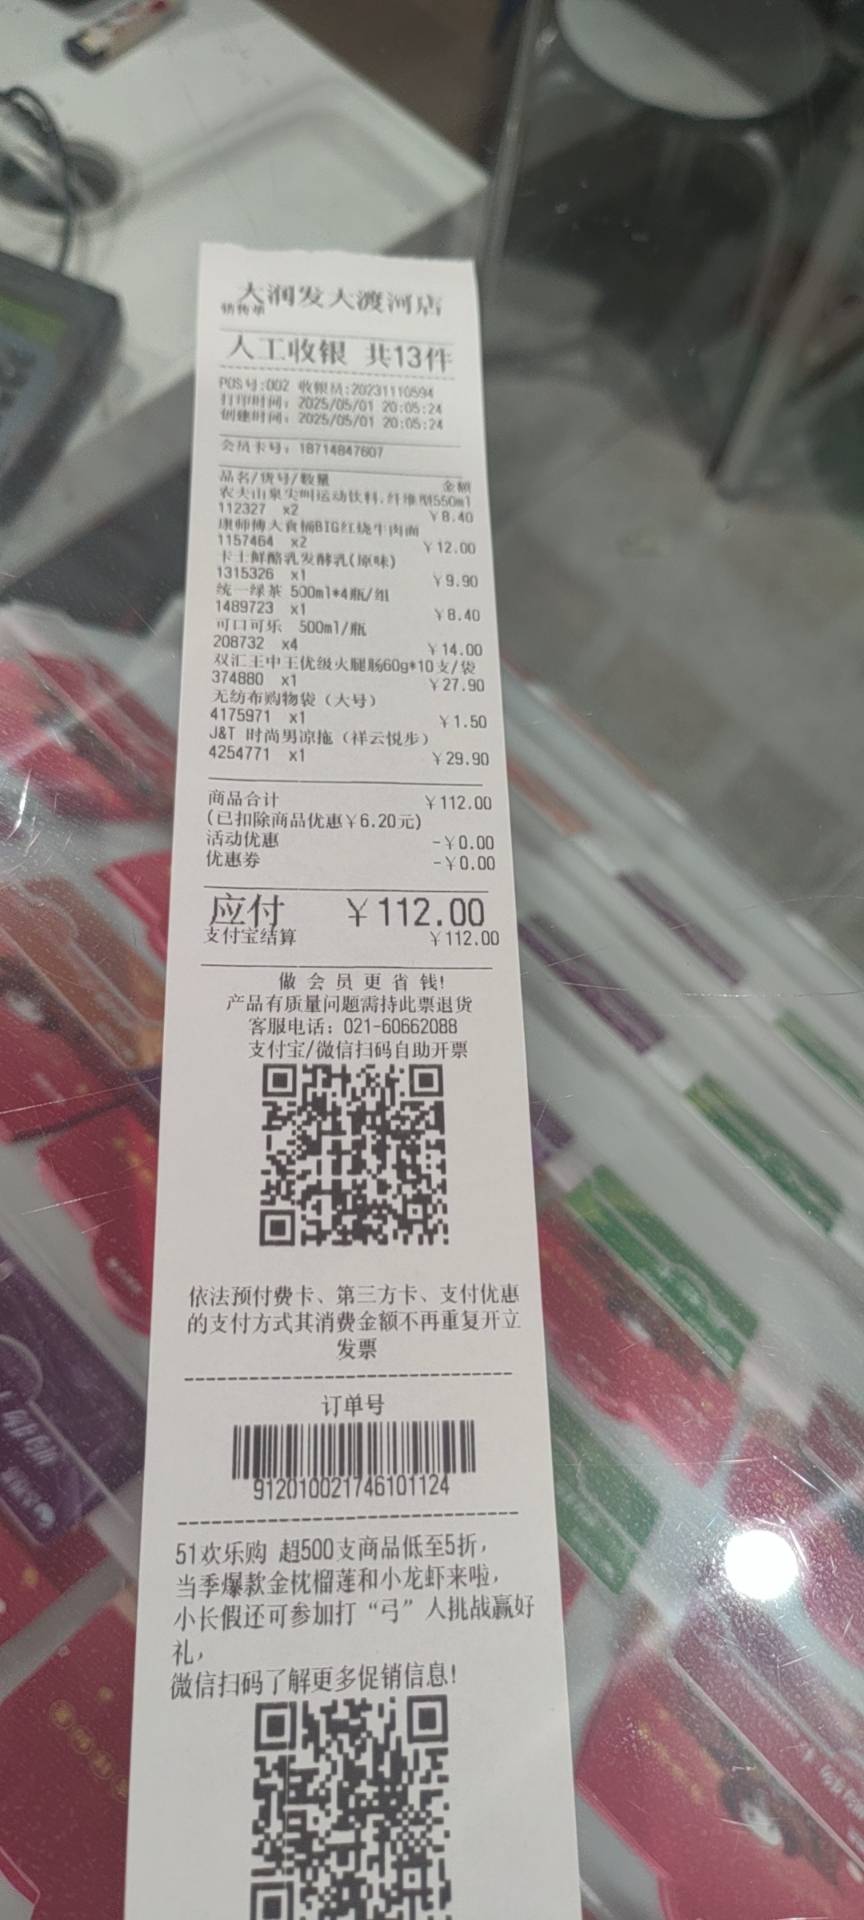 大润发大渡河店
销售单
人工收银 共13件
POS号:002 收银员:20231110594
打印时间: 2025/05/01 20:05:24
创建时间: 2025/05/01 20:05:24
会员卡号: 18714847607
品名/货号/数量 金额
农夫山泉尖叫运动饮料.纤维型550ml
112327 x2 ￥8.40
康师傅大食桶BIG红烧牛肉面
1157464 x2 ￥12.00
卡士鲜酪乳发酵乳(原味)
1315326 x1 ￥9.90
统一绿茶 500ml*4瓶/组
1489723 x1 ￥8.40
可口可乐 500ml/瓶
208732 x4 ￥14.00
双汇王中王优级火腿肠60g*10支/袋
374880 x1 ￥27.90
无纺布购物袋（大号）
4175971 x1 ￥1.50
J&T 时尚男凉拖（祥云悦步）
4254771 x1 ￥29.90
商品合计 ￥112.00
(已扣除商品优惠￥6.20元)
活动优惠 -￥0.00
优惠券 -￥0.00
应付 ￥112.00
支付宝结算 ￥112.00
做会员更省钱!
产品有质量问题需持此票退货
客服电话: 021-60662088
支付宝/微信扫码自助开票
依法预付费卡、第三方卡、支付优惠
的支付方式其消费金额不再重复开立
发票
订单号
912010021746101124
51欢乐购 超500支商品低至5折，
当季爆款金枕榴莲和小龙虾来啦，
小长假还可参加打“弓”人挑战赢好
礼，
微信扫码了解更多促销信息!